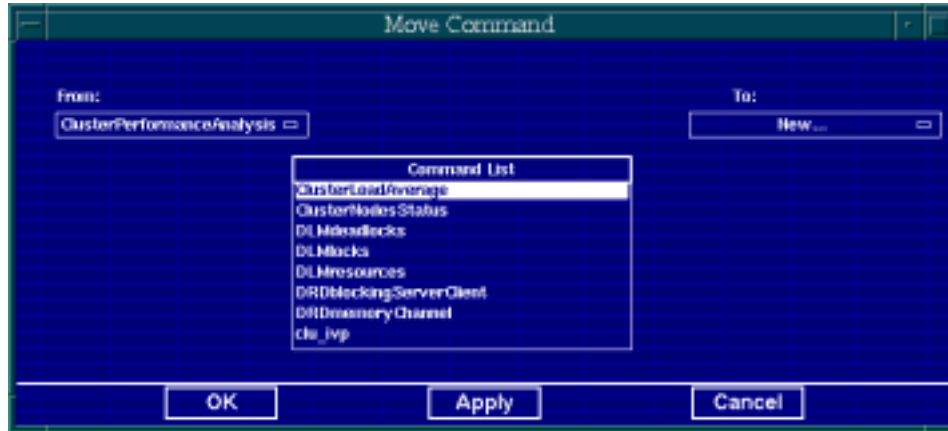 Move Command
From:
To:
ClusterPerformanceAnalysis
New...
Command List
ClusterLoadAverage
ClusterNodesStatus
DLMdeadlocks
DLMlocks
DLMresources
DRDblockingServerClient
DRDmemoryChannel
clu_ivp
OK
Apply
Cancel